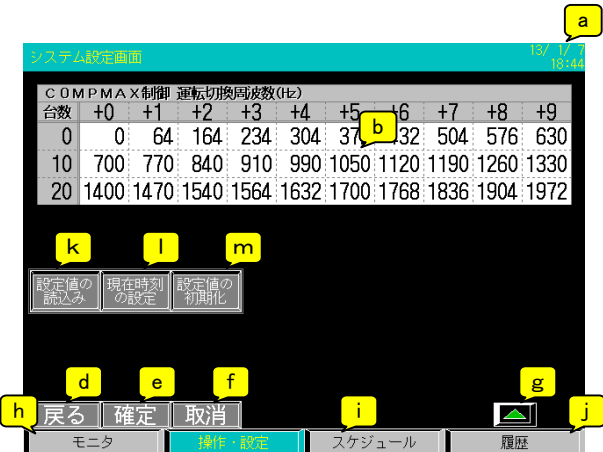 a
システム設定画面
13/ 1/ 7
18:44
COMPMAX制御 運転切換周波数(Hz)
台数 +0 +1 +2 +3 +4 +5 +6 +7 +8 +9
b
0 0 64 164 234 304 504 576 630
10 700 770 840 910 990 1050 1120 1190 1260 1330
20 1400 1470 1540 1564 1632 1700 1768 1836 1904 1972
k l m
設定値の 現在時刻 設定値の
読込み の設定 初期化
d e f g
戻る 確定 取消
h i j
モニタ 操作・設定 スケジュール 履歴